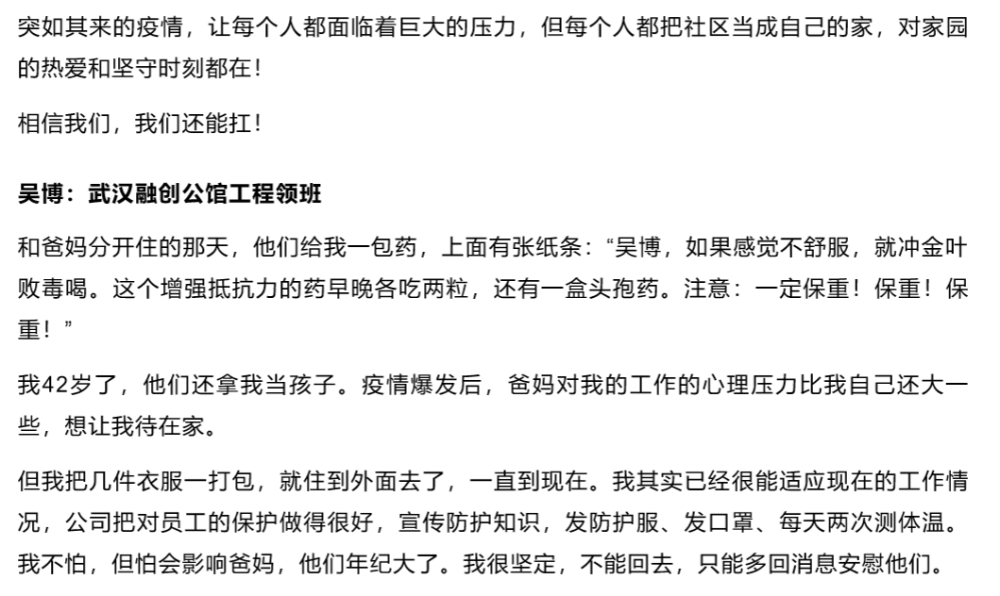 突如其来的疫情，让每个人都面临着巨大的压力，但每个人都把社区当成自己的家，对家园
的热爱和坚守时刻都在！
相信我们，我们还能扛！
吴博：武汉融创公馆工程领班
和爸妈分开住的那天，他们给我一包药，上面有张纸条：“吴博，如果感觉不舒服，就冲金叶
败毒喝。这个增强抵抗力的药早晚各吃两粒，还有一盒头孢药。注意：一定保重！保重！保
重！”
我42岁了，他们还拿我当孩子。疫情爆发后，爸妈对我的工作的心理压力比我自己还大一
些，想让我待在家。
但我把几件衣服一打包，就住到外面去了，一直到现在。我其实已经很能适应现在的工作情
况，公司把对员工的保护做得很好，宣传防护知识，发防护服、发口罩、每天两次测体温。
我不怕，但怕会影响爸妈，他们年纪大了。我很坚定，不能回去，只能多回消息安慰他们。